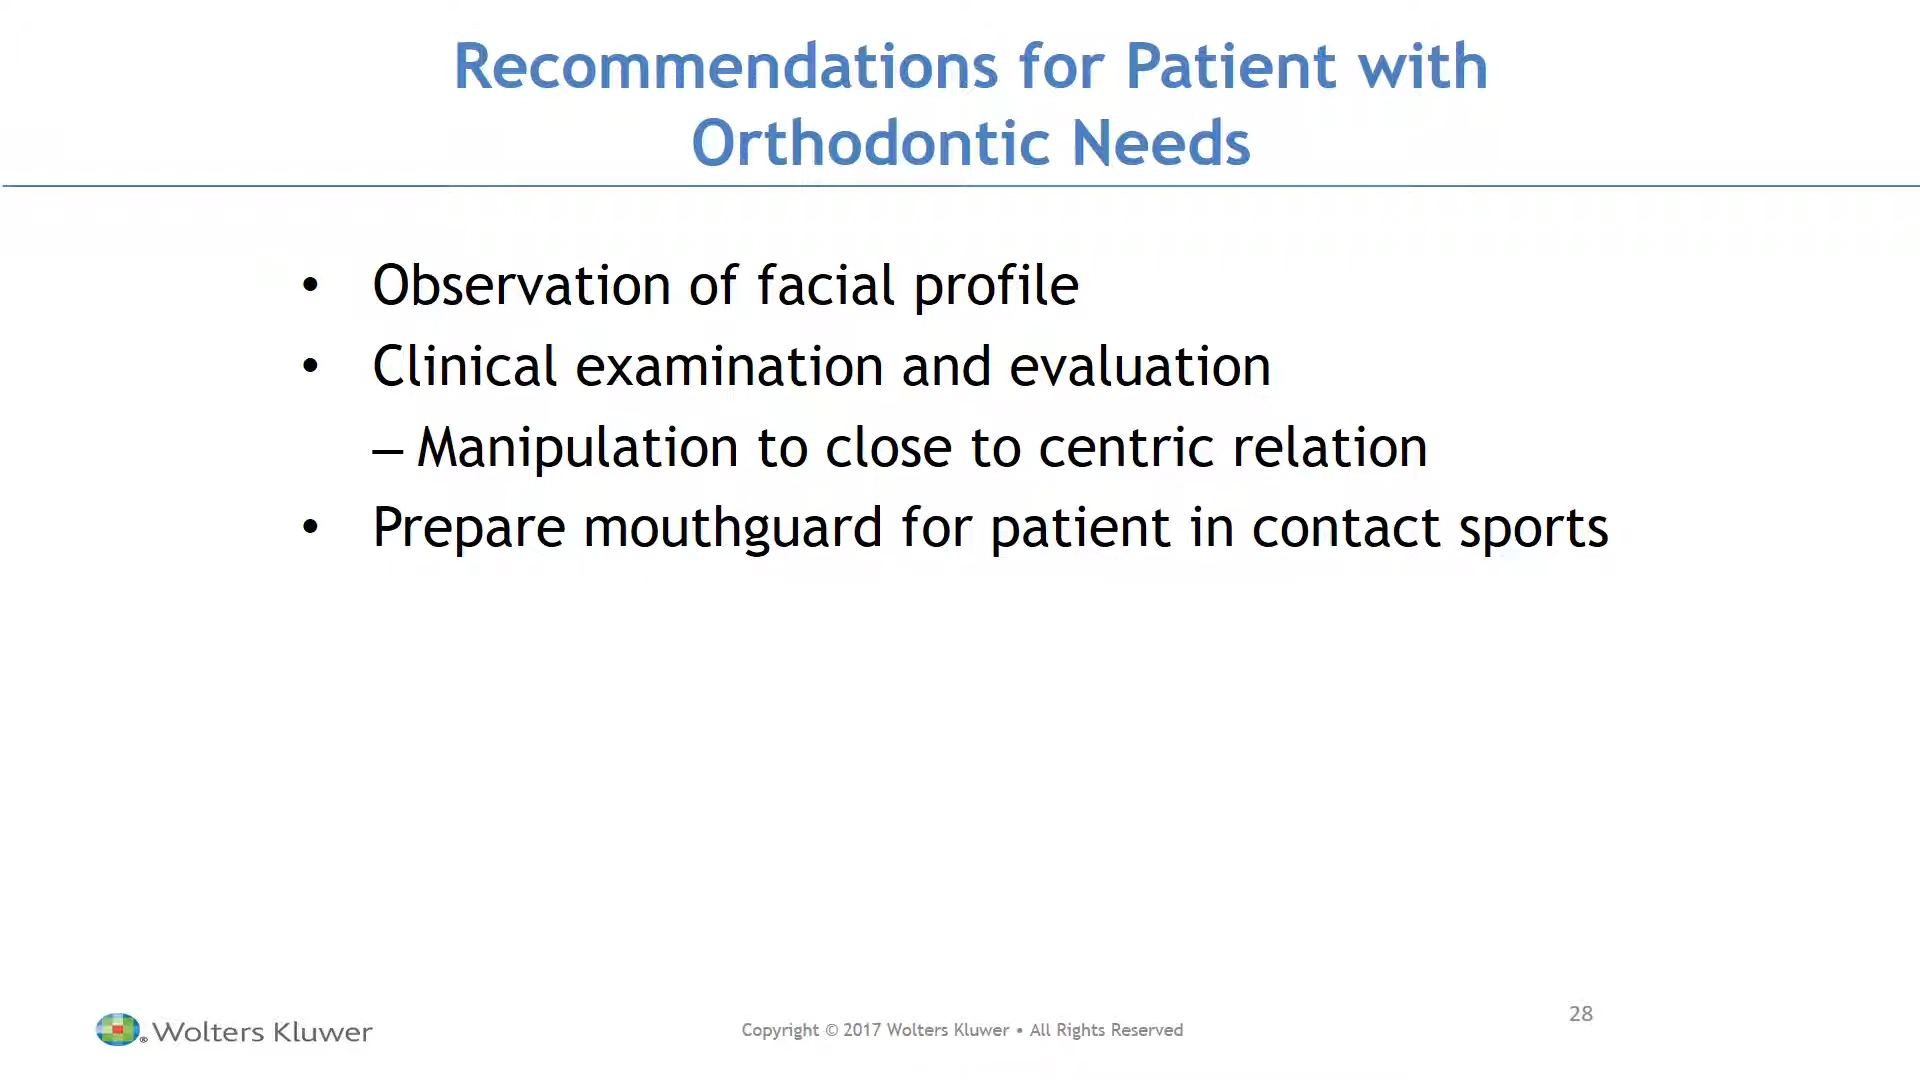 Recommendations for Patient with
Orthodontic Needs
• Observation of facial profile
• Clinical examination and evaluation
– Manipulation to close to centric relation
• Prepare mouthguard for patient in contact sports
28
® Wolters Kluwer
Copyright © 2017 Wolters Kluwer • All Rights Reserved